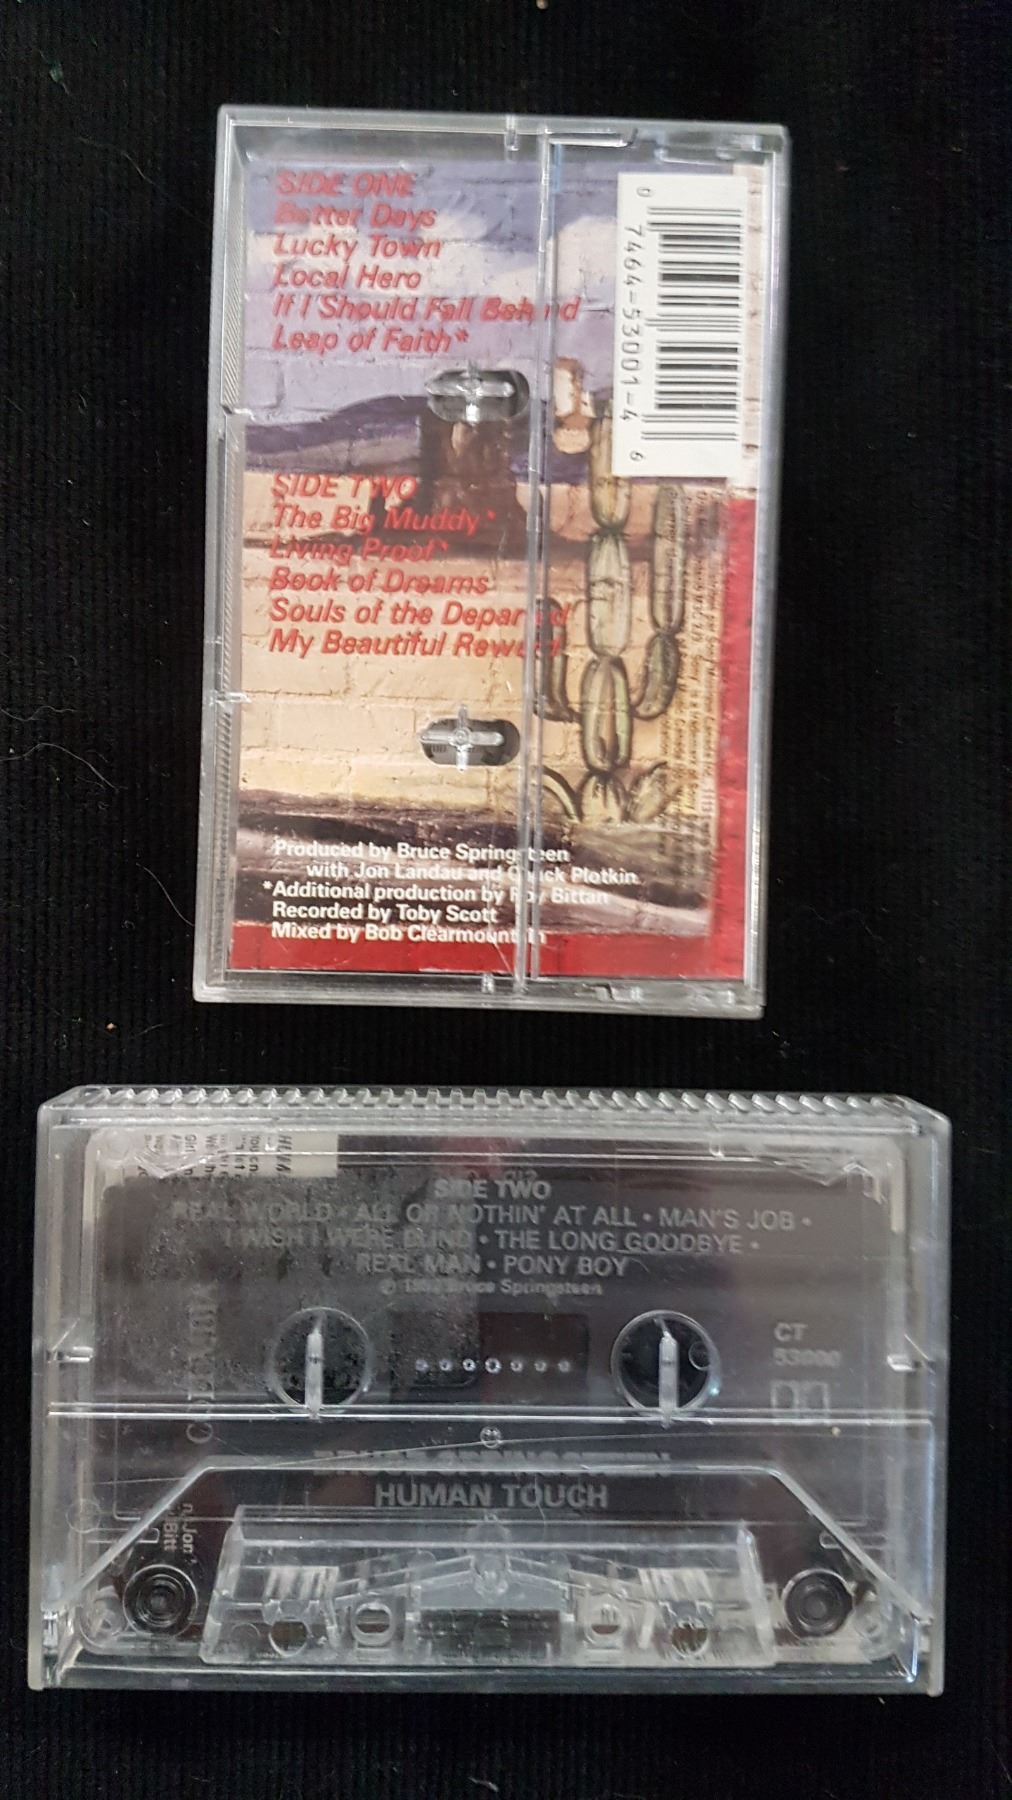 SIDE ONE
Better Days
Lucky Town
Local Hero
If I Should Fall Behind
Leap of Faith*
SIDE TWO
The Big Muddy*
Living Proof*
Book of Dreams
Souls of the Departed
My Beautiful Reward
Produced by Bruce Springsteen
with Jon Landau and Chuck Plotkin
*Additional production by Roy Bittan
Recorded by Toby Scott
Mixed by Bob Clearmountain
0 7464-53001-4 6
SIDE TWO
REAL WORLD • ALL OR NOTHIN' AT ALL • MAN'S JOB •
I WISH I WERE BLIND • THE LONG GOODBYE •
REAL MAN • PONY BOY
© 1992 Bruce Springsteen
CT
53000
BRUCE SPRINGSTEEN
HUMAN TOUCH